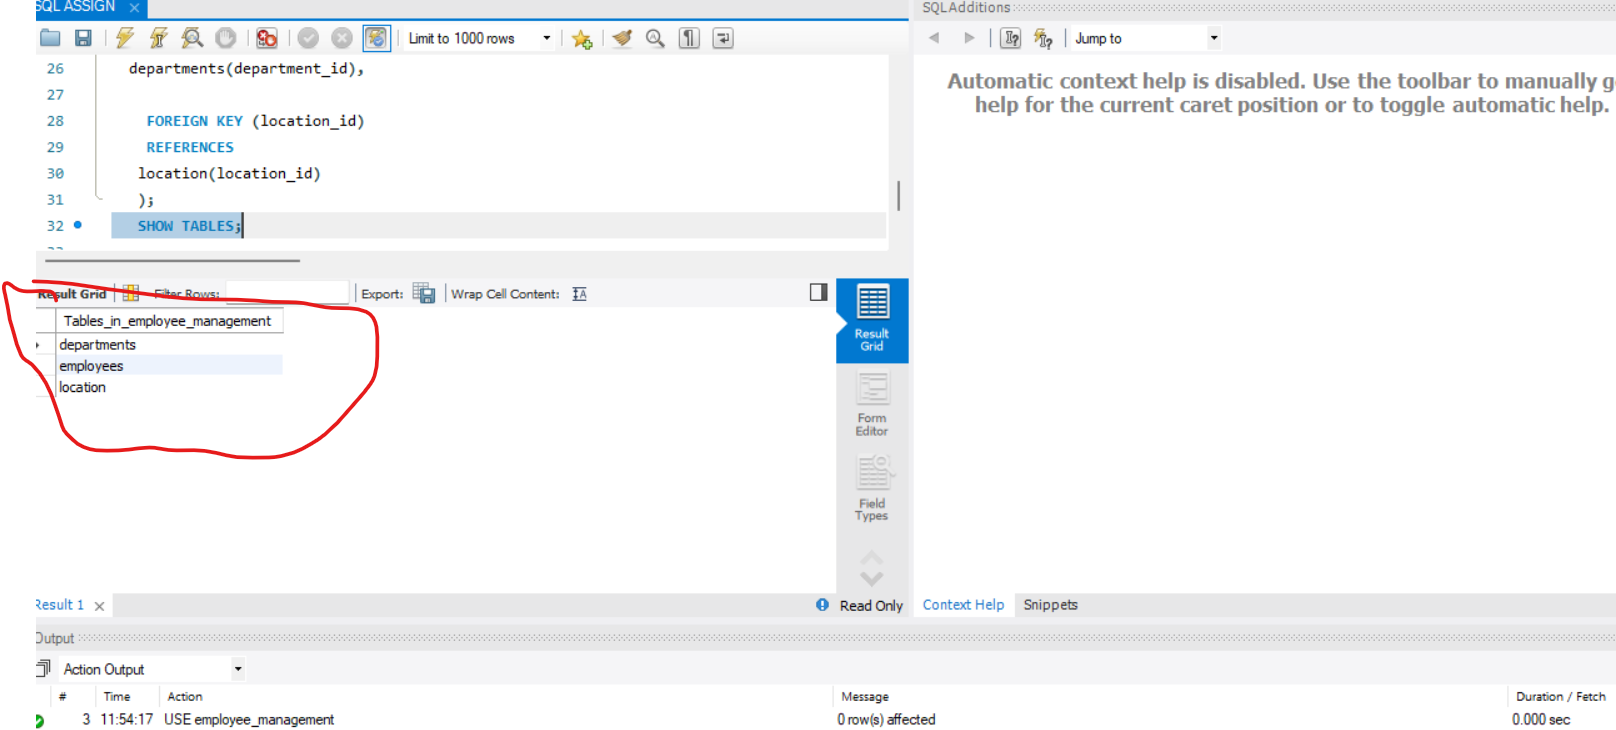 SQL ASSIGN ×
SQLAdditions
Limit to 1000 rows
Jump to
26 departments(department_id),
27
28 FOREIGN KEY (location_id)
29 REFERENCES
30 location(location_id)
31 );
32 SHOW TABLES;
Automatic context help is disabled. Use the toolbar to manually g
help for the current caret position or to toggle automatic help.
Result Grid Filter Rows: Export: Wrap Cell Content: IA
Tables_in_employee_management
departments
employees
location
Result
Grid
Form
Editor
Field
Types
Result 1 ×
Read Only
Context Help Snippets
Output
Action Output
# Time Action Message Duration / Fetch
3 11:54:17 USE employee_management 0 row(s) affected 0.000 sec